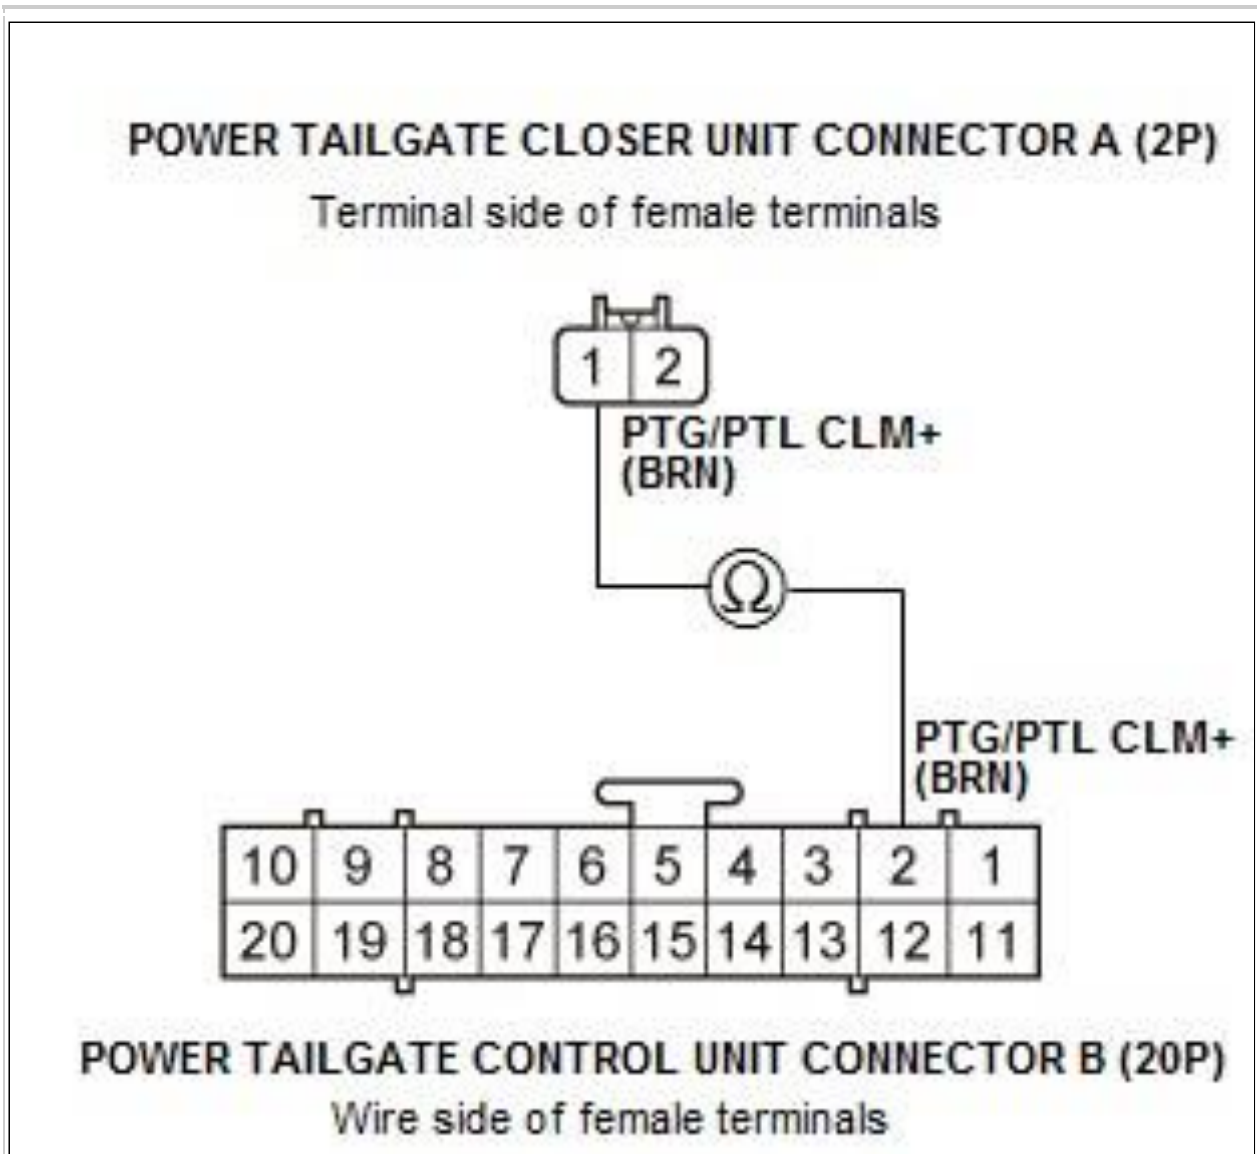 POWER TAILGATE CLOSER UNIT CONNECTOR A (2P)
Terminal side of female terminals
1 2
PTG/PTL CLM+
(BRN)
Ω
PTG/PTL CLM+
(BRN)
10 9 8 7 6 5 4 3 2 1
20 19 18 17 16 15 14 13 12 11
POWER TAILGATE CONTROL UNIT CONNECTOR B (20P)
Wire side of female terminals